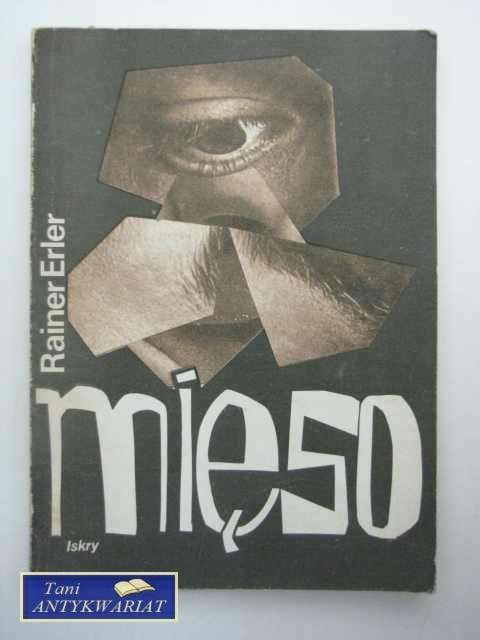 Rainer Erler
mięso
Iskry
Tani
ANTYKWARIAT